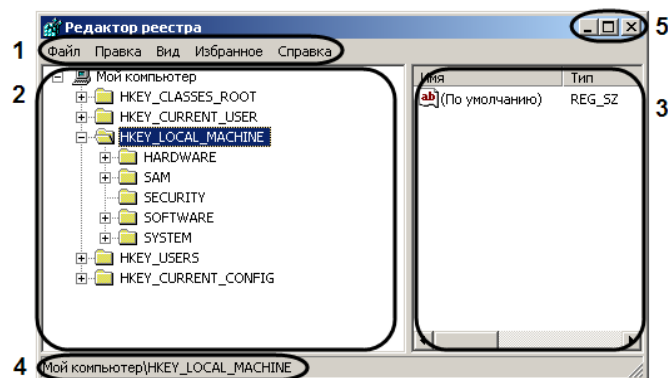 Редактор реестра
5
1
Файл Правка Вид Избранное Справка
2
Мой компьютер
HKEY_CLASSES_ROOT
HKEY_CURRENT_USER
HKEY_LOCAL_MACHINE
HARDWARE
SAM
SECURITY
SOFTWARE
SYSTEM
HKEY_USERS
HKEY_CURRENT_CONFIG
Имя Тип
ab (По умолчанию) REG_SZ
3
4
Мой компьютер\HKEY_LOCAL_MACHINE